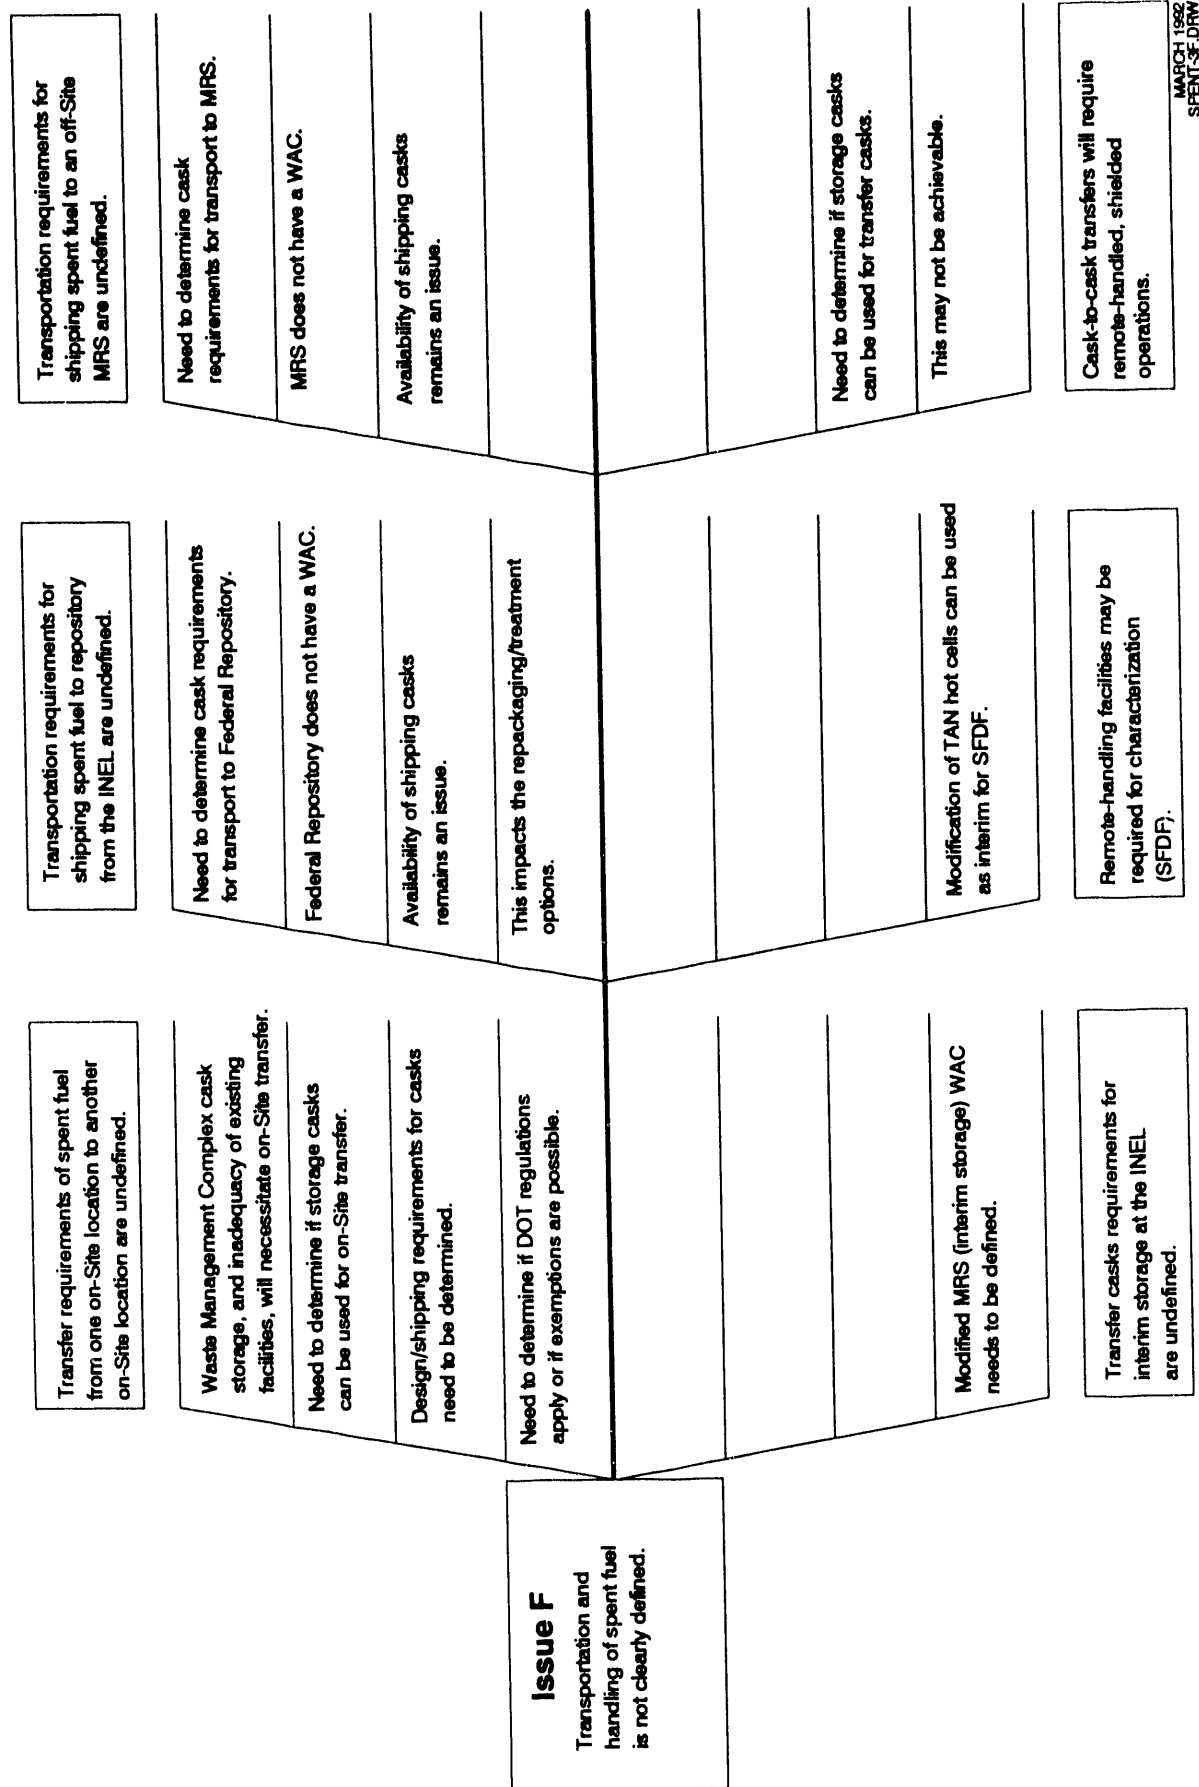 Issue F
Transportation and
handling of spent fuel
is not clearly defined.
Transfer requirements of spent fuel
from one on-Site location to another
on-Site location are undefined.
Waste Management Complex cask
storage, and inadequacy of existing
facilities, will necessitate on-Site transfer.
Need to determine if storage casks
can be used for on-Site transfer.
Design/shipping requirements for casks
need to be determined.
Need to determine if DOT regulations
apply or if exemptions are possible.
Transportation requirements for
shipping spent fuel to repository
from the INEL are undefined.
Need to determine cask requirements
for transport to Federal Repository.
Federal Repository does not have a WAC.
Availability of shipping casks
remains an issue.
This impacts the repackaging/treatment
options.
Transportation requirements for
shipping spent fuel to an off-Site
MRS are undefined.
Need to determine cask
requirements for transport to MRS.
MRS does not have a WAC.
Availability of shipping casks
remains an issue.
Modified MRS (interim storage) WAC
needs to be defined.
Transfer casks requirements for
interim storage at the INEL
are undefined.
Modification of TAN hot cells can be used
as interim for SFDF.
Remote-handling facilities may be
required for characterization
(SFDF).
Need to determine if storage casks
can be used for transfer casks.
This may not be achievable.
Cask-to-cask transfers will require
remote-handled, shielded
operations.
MARCH 1992
SPENT-3F.DRW